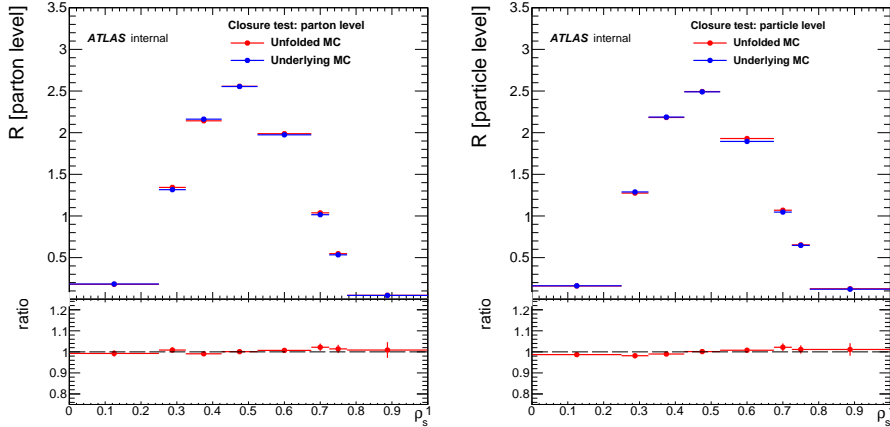 Closure test: parton level
ATLAS internal
Unfolded MC
Underlying MC
R [parton level]
3.5
3
2.5
2
1.5
1
0.5
ratio
1.2
1.1
1
0.9
0.8
0 0.1 0.2 0.3 0.4 0.5 0.6 0.7 0.8 0.9 1
ρs
Closure test: particle level
ATLAS internal
Unfolded MC
Underlying MC
R [particle level]
3.5
3
2.5
2
1.5
1
0.5
ratio
1.2
1.1
1
0.9
0.8
0 0.1 0.2 0.3 0.4 0.5 0.6 0.7 0.8 0.9
ρs